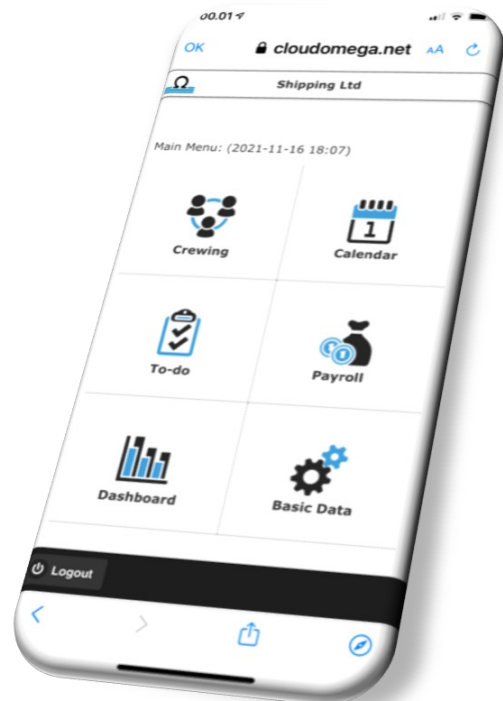 00.01
OK cloudomega.net AA
Ω Shipping Ltd
Main Menu: (2021-11-16 18:07)
1
Crewing Calendar
To-do Payroll
Dashboard Basic Data
Logout